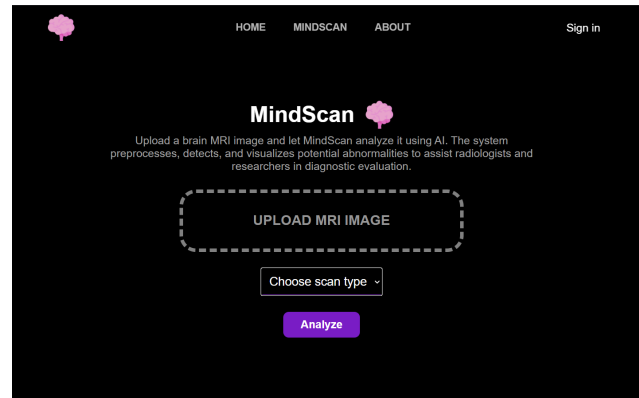 HOME MINDSCAN ABOUT Sign in
MindScan
Upload a brain MRI image and let MindScan analyze it using AI. The system
preprocesses, detects, and visualizes potential abnormalities to assist radiologists and
researchers in diagnostic evaluation.
UPLOAD MRI IMAGE
Choose scan type
Analyze